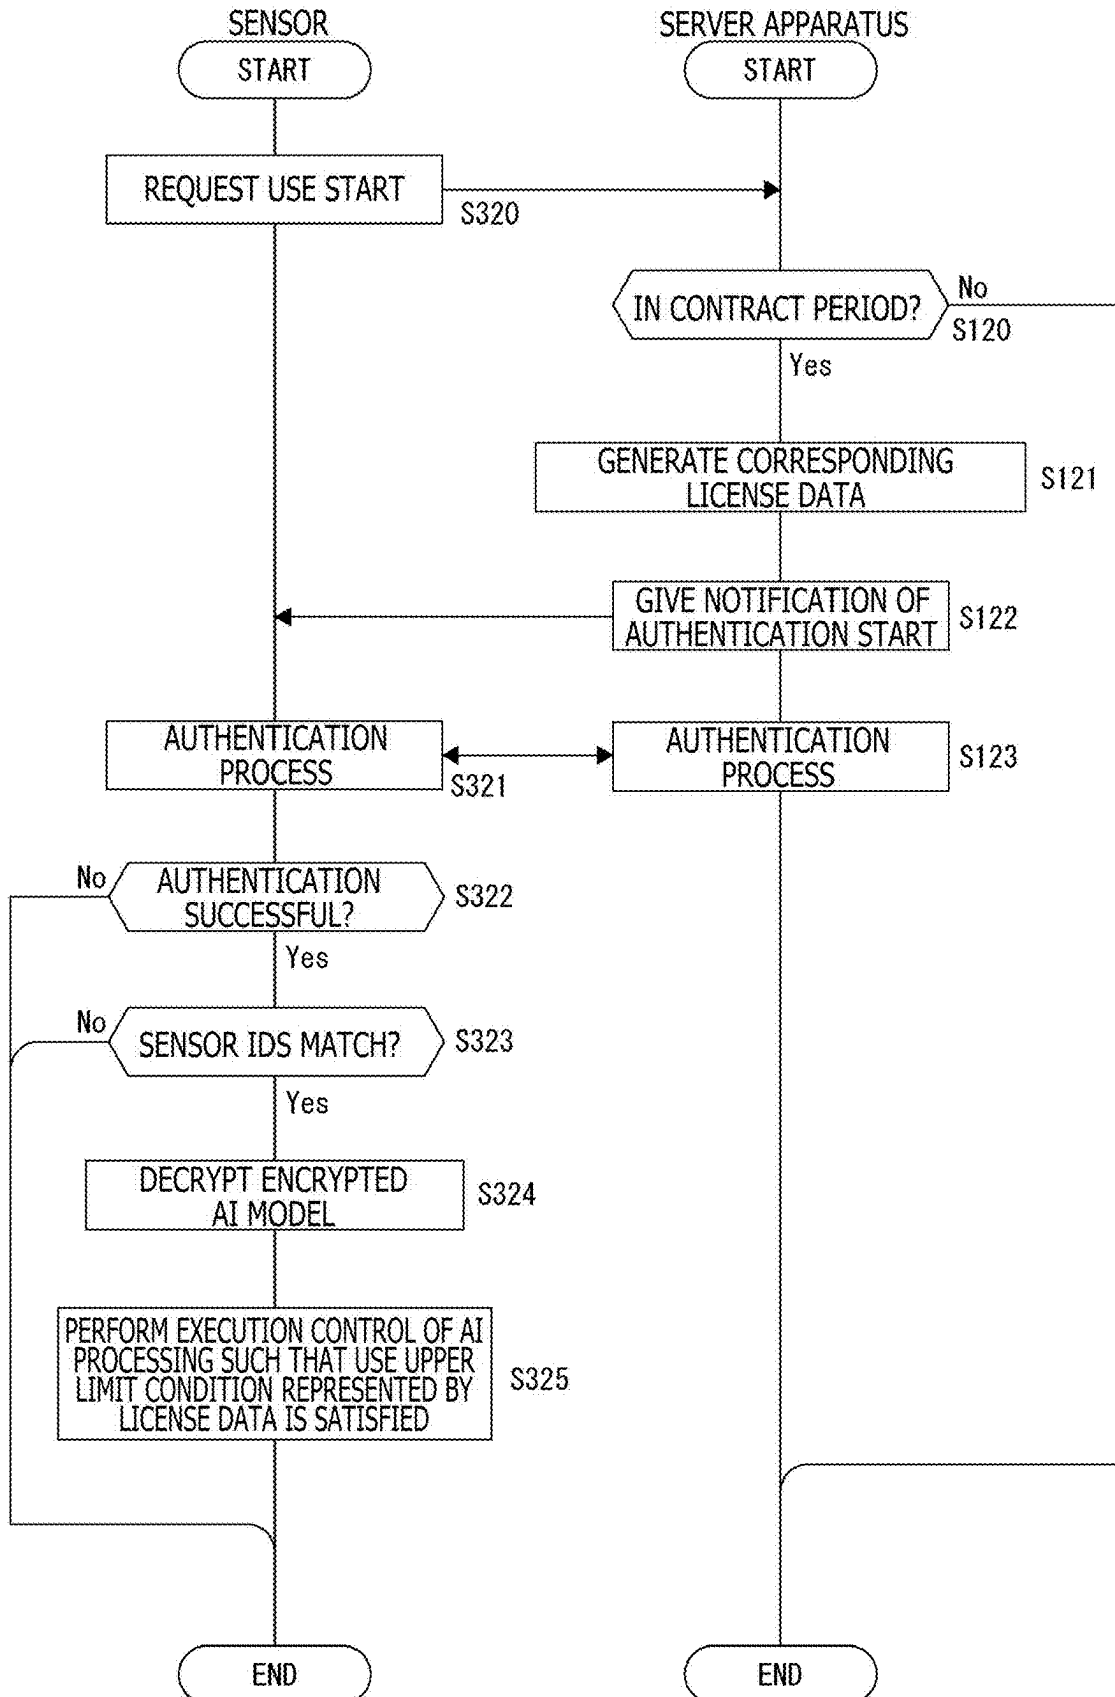 SENSOR
SERVER APPARATUS
START
START
REQUEST USE START
S320
IN CONTRACT PERIOD?
No
S120
Yes
GENERATE CORRESPONDING
LICENSE DATA
S121
GIVE NOTIFICATION OF
AUTHENTICATION START
S122
AUTHENTICATION
PROCESS
S321
AUTHENTICATION
PROCESS
S123
No
AUTHENTICATION
SUCCESSFUL?
S322
Yes
No
SENSOR IDS MATCH?
S323
Yes
DECRYPT ENCRYPTED
AI MODEL
S324
PERFORM EXECUTION CONTROL OF AI
PROCESSING SUCH THAT USE UPPER
LIMIT CONDITION REPRESENTED BY
LICENSE DATA IS SATISFIED
S325
END
END